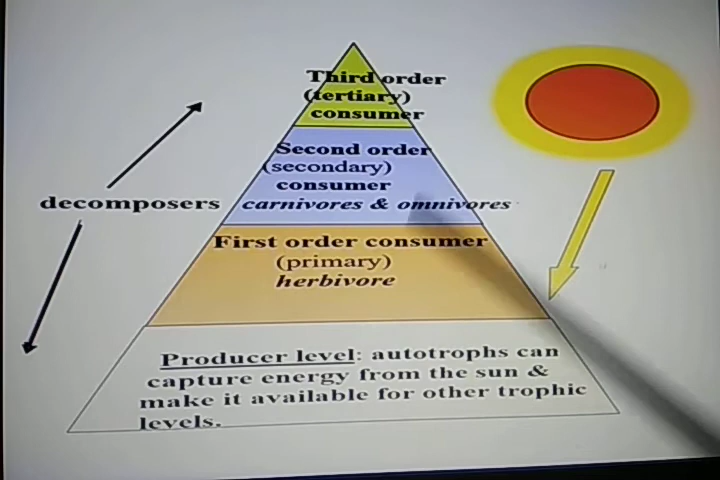 Third order
(tertiary)
consumer
Second order
(secondary)
consumer
carnivores & omnivores
decomposers
First order consumer
(primary)
herbivore
Producer level: autotrophs can
capture energy from the sun &
make it available for other trophic
levels.